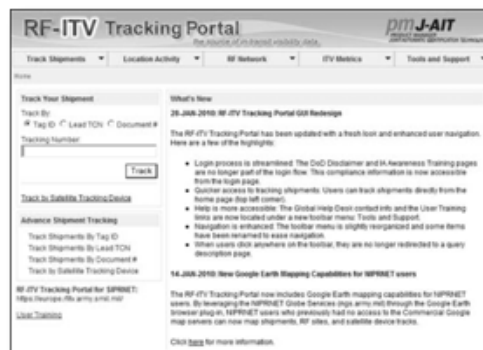 RF-ITV Tracking Portal
the source of in-transit visibility data.
pm J-AIT
PRODUCT MANAGER
Track Shipments
Location Activity
RF Network
ITV Metrics
Tools and Support
Home
Track Your Shipment
Track By:
Tag ID Lead TCN Document #
Tracking Number:
Track
Track by Satellite Tracking Device
Advance Shipment Tracking
Track Shipments By Tag ID
Track Shipments By Lead TCN
Track Shipments By Document #
Track by Satellite Tracking Device
RF-ITV Tracking Portal for SIPRNET:
User Training
What's New
28-JAN-2010: RF-ITV Tracking Portal GUI Redesign
The RF-ITV Tracking Portal has been updated with a fresh look and enhanced user navigation.
Here are a few of the highlights:
Login process is streamlined: The DoD Disclaimer and IA Awareness Training pages
are no longer part of the login flow. This compliance information is now accessible
from the login page.
Quicker access to tracking shipments: Users can track shipments directly from the
home page (top left corner).
Help is more accessible: The Global Help Desk contact info and the User Training
links are now located under a new toolbar menu: Tools and Support.
Navigation is enhanced: The toolbar menu is slightly reorganized and some items
have been renamed to ease navigation.
When users click anywhere on the toolbar, they are no longer redirected to a query
description page.
14-JAN-2010: New Google Earth Mapping Capabilities for NIPRNET users
The RF-ITV Tracking Portal now includes Google Earth mapping capabilities for NIPRNET
users. By leveraging the NIPRNET Globe Services (ngs.army.mil) through the Google Earth
browser plug-in, NIPRNET users who previously had no access to the Commercial Google
map servers can now map shipments, RF sites, and satellite device tracks.
Click here for more information.